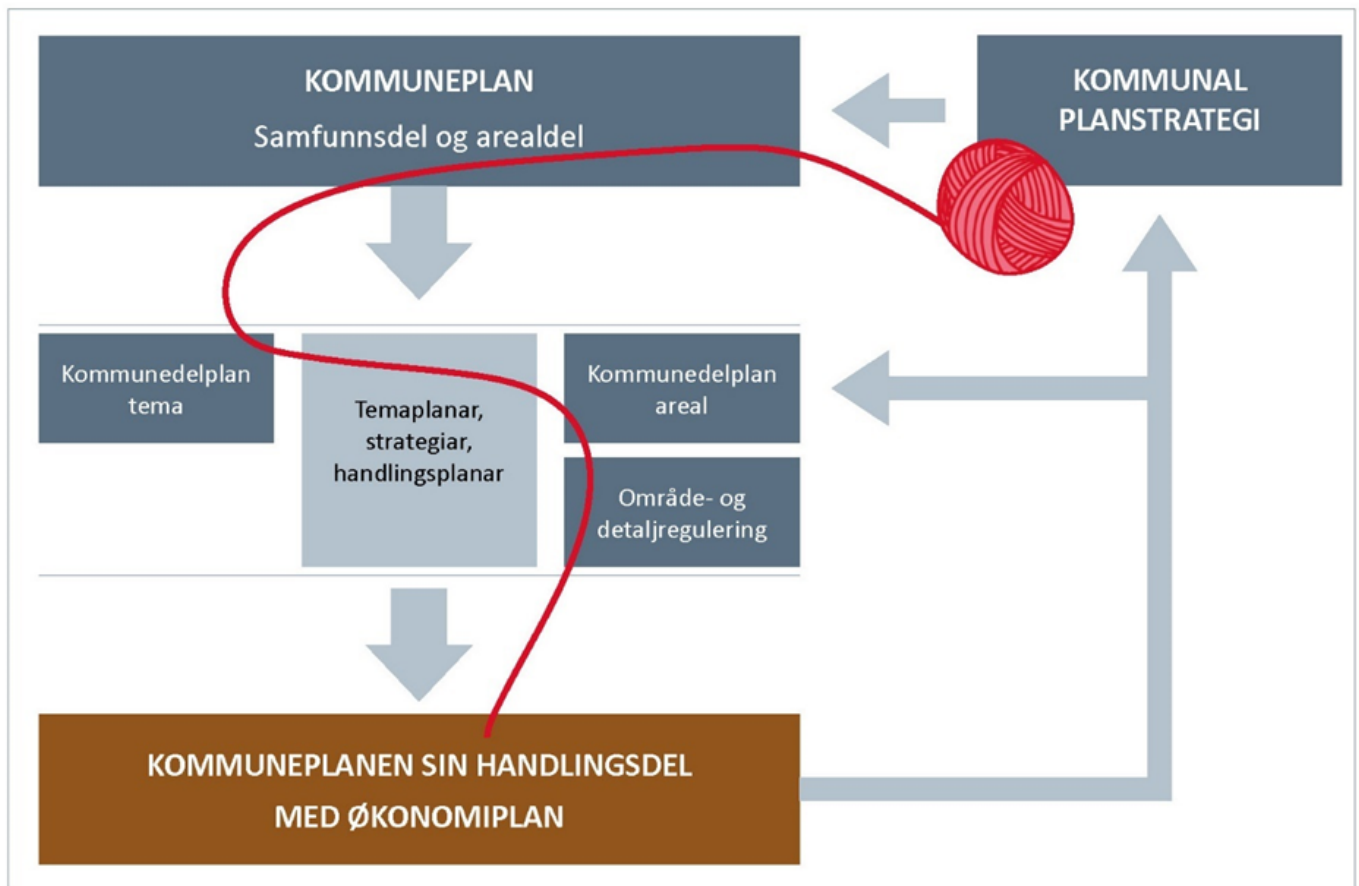 KOMMUNEPLAN
Samfunnsdel og arealdel
KOMMUNAL
PLANSTRATEGI
Kommunedelplan
tema
Temaplanar,
strategiar,
handlingsplanar
Kommunedelplan
areal
Område- og
detaljregulering
KOMMUNEPLANEN SIN HANDLINGSDEL
MED ØKONOMIPLAN